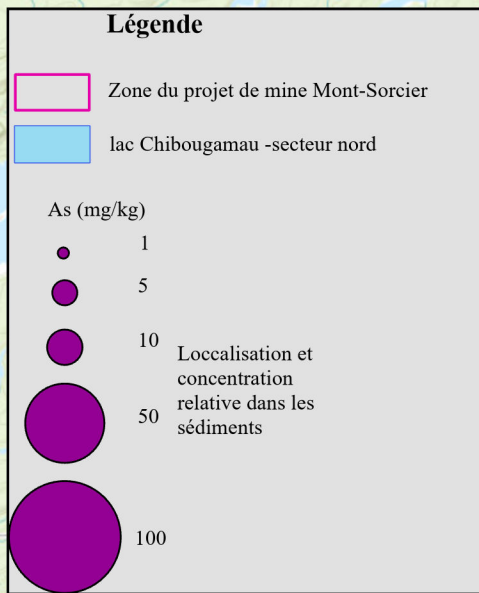 Légende
Zone du projet de mine Mont-Sorcier
lac Chibougamau -secteur nord
As (mg/kg)
1
5
10
50
100
Loccalisation et
concentration
relative dans les
sédiments